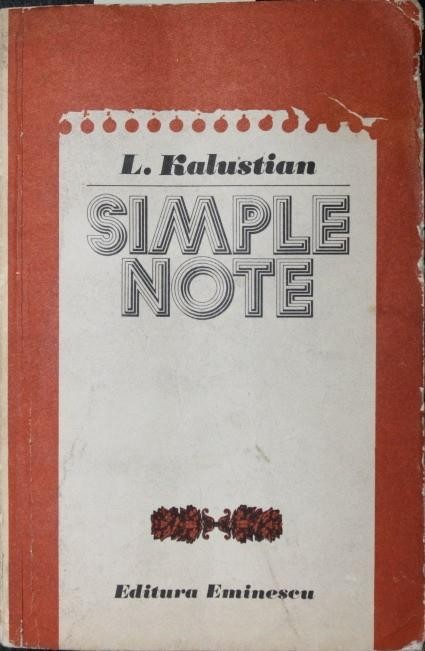 L. Kalustian
SIMPLE
NOTE
Editura Eminescu